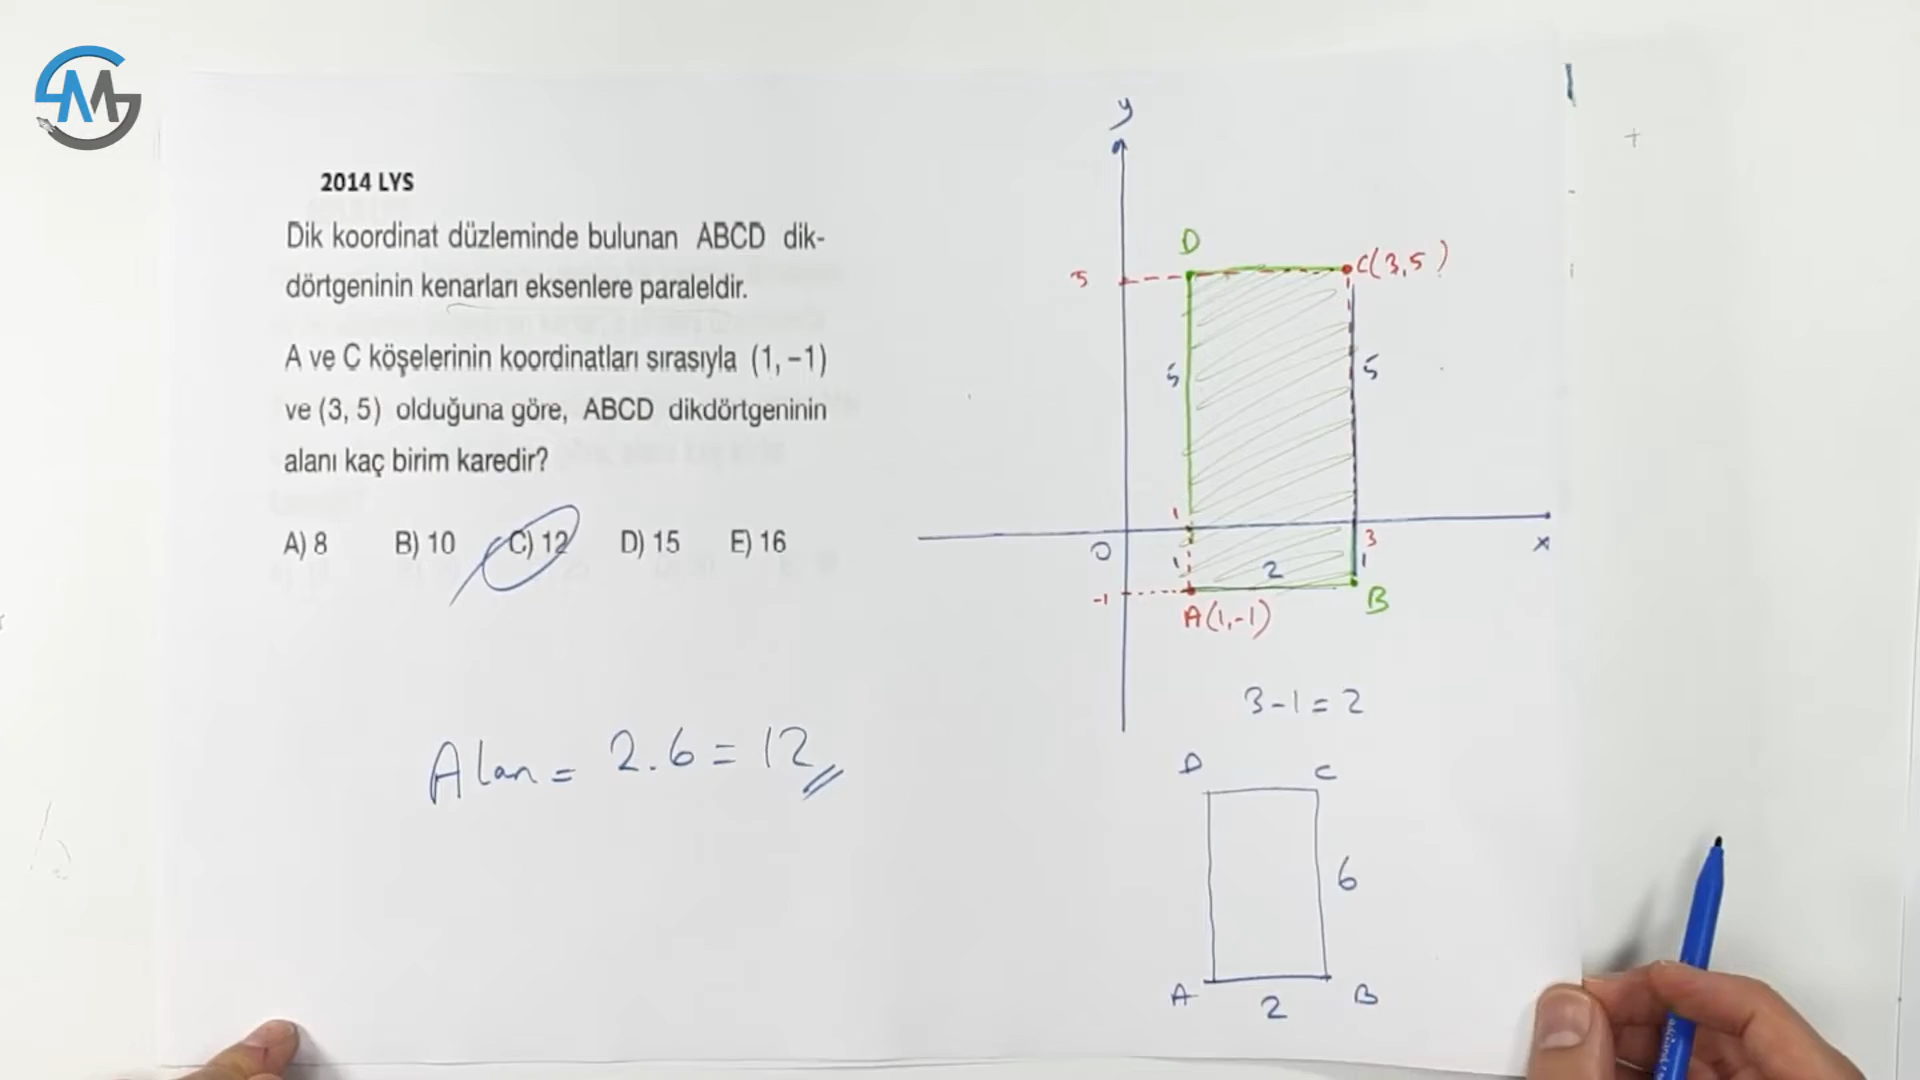 2014 LYS
Dik koordinat düzleminde bulunan ABCD dik-
dörtgeninin kenarları eksenlere paraleldir.
A ve C köşelerinin koordinatları sırasıyla (1, –1)
ve (3, 5) olduğuna göre, ABCD dikdörtgeninin
alanı kaç birim karedir?
A) 8 B) 10 C) 12 D) 15 E) 16
Alan = 2.6 = 12
y
D
5 C(3,5)
5 5
1
0 3 x
1 2 1
-1 B
A(1,-1)
3-1=2
D C
6
A 2 B